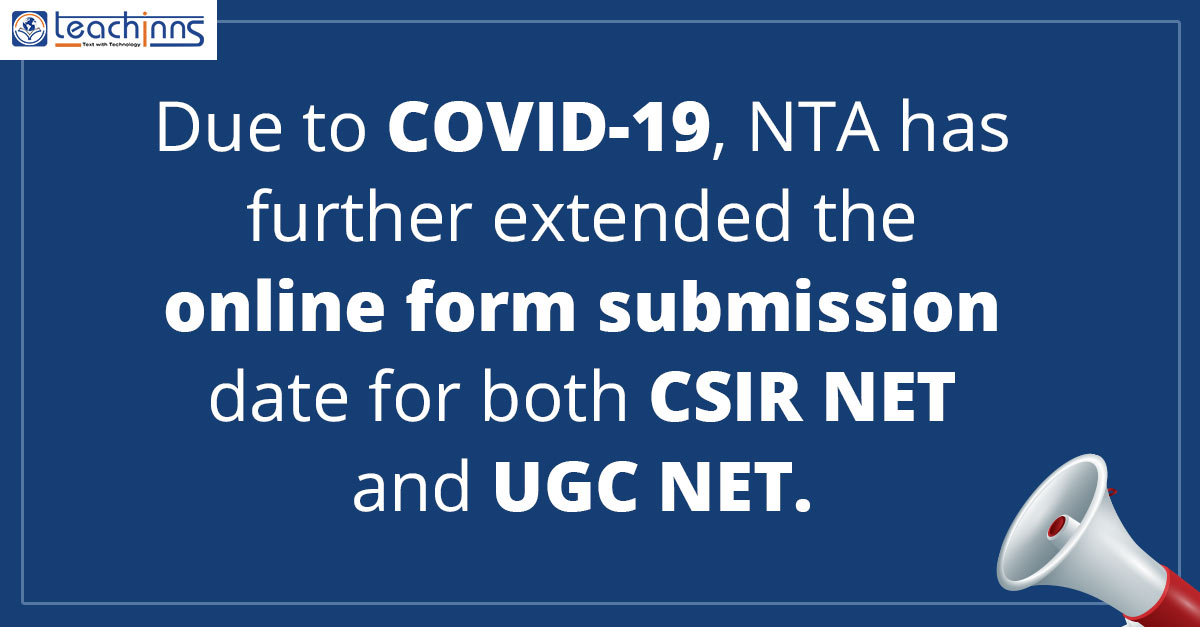 teachinns
Text with Technology
Due to COVID-19, NTA has
further extended the
online form submission
date for both CSIR NET
and UGC NET.